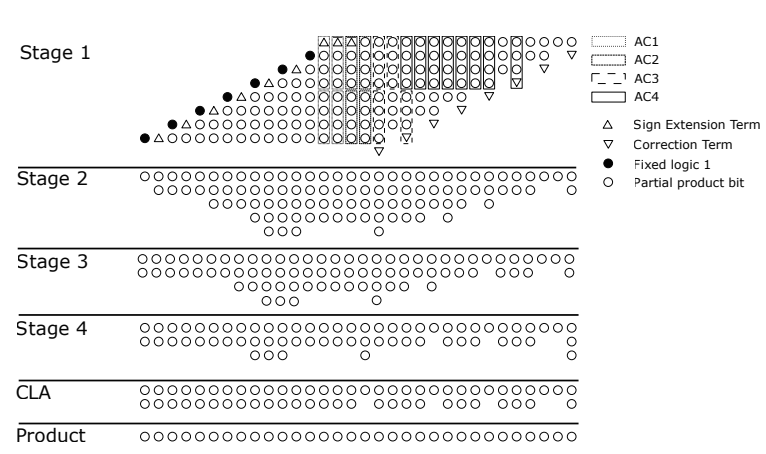 Stage 1
AC1
AC2
AC3
AC4
Sign Extension Term
Correction Term
Fixed logic 1
Partial product bit
Stage 2
Stage 3
Stage 4
CLA
Product